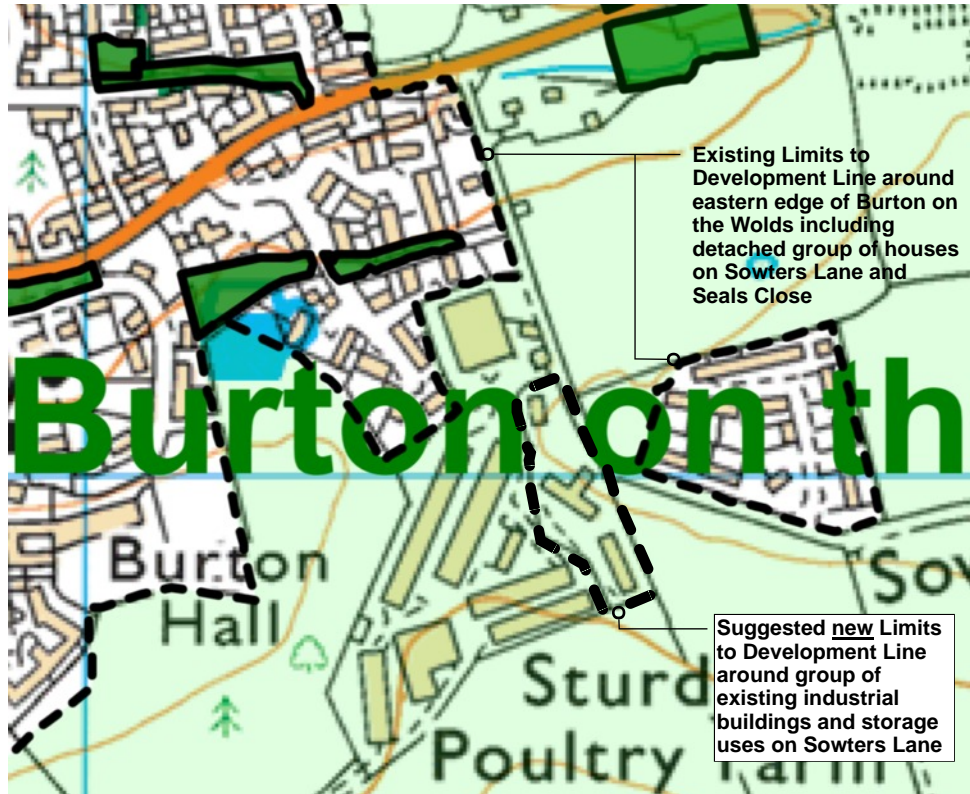 Existing Limits to
Development Line around
eastern edge of Burton on
the Wolds including
detached group of houses
on Sowters Lane and
Seals Close
Burton on th
Burton
Hall
Sow
Suggested new Limits
to Development Line
around group of
existing industrial
buildings and storage
uses on Sowters Lane
Sturd
Poultry Farm